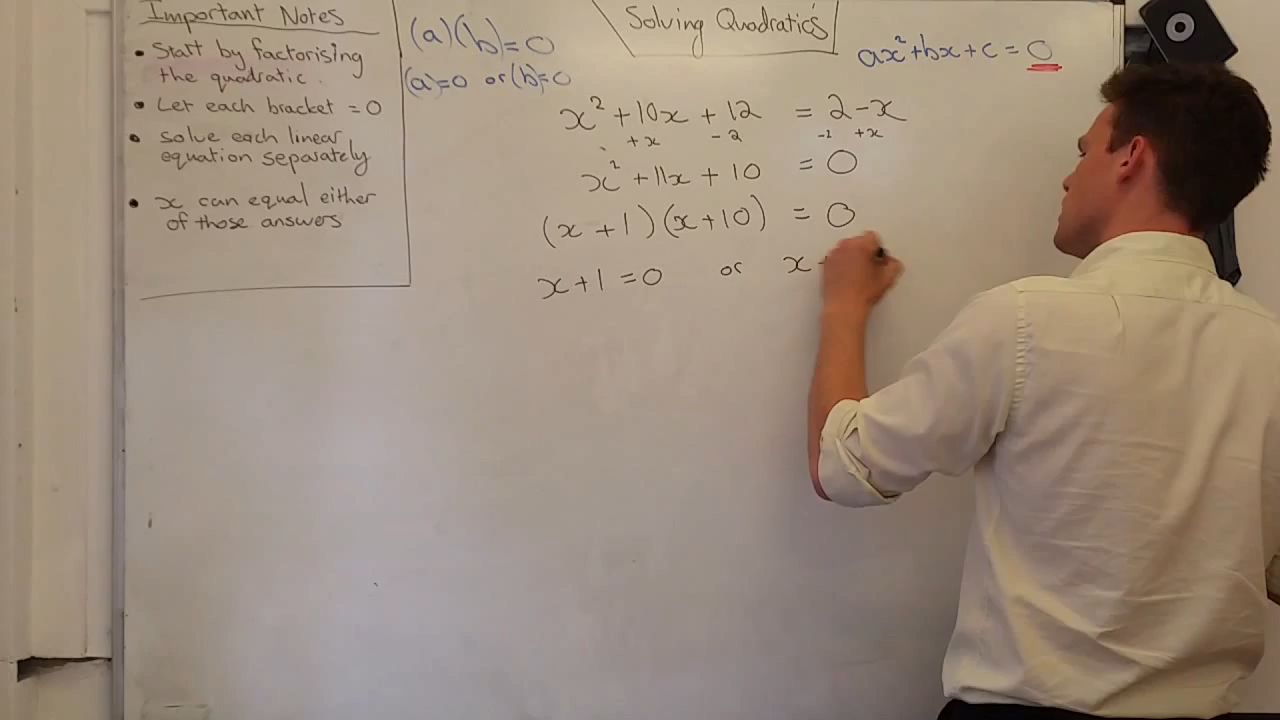 Important Notes
• Start by factorising
the quadratic.
• Let each bracket = 0
• solve each linear
equation separately
• x can equal either
of those answers
(a)(b)=0
(a)=0 or (b)=0
Solving Quadratics
ax²+bx+c=0
x²+10x+12 = 2-x
+x -2 -2 +x
x²+11x+10 = 0
(x+1)(x+10) = 0
x+1=0 or x